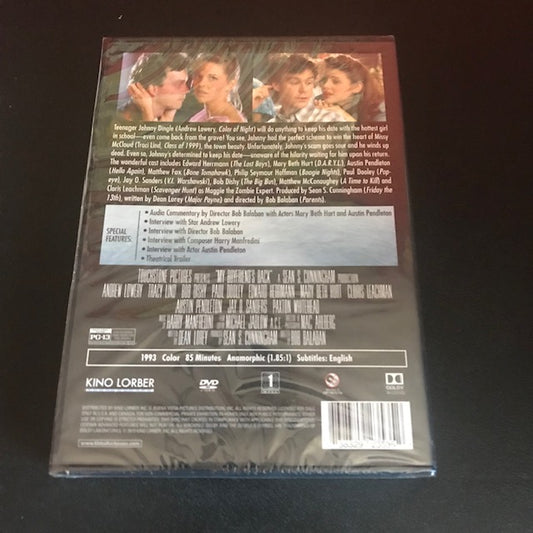 Teenager Johnny Dingle (Andrew Lowery, Color of Night) will do anything to keep his date with the hottest girl
in school—even come back from the grave! You see, Johnny had the perfect scheme to win the heart of Missy
McCloud (Traci Lind, Class of 1999), the town beauty. Unfortunately, Johnny's scam goes sour and he winds up
dead. Even so, Johnny's determined to keep his date—unaware of the hilarity waiting for him upon his return.
The wonderful cast includes Edward Herrmann (The Lost Boys), Mary Beth Hurt (D.A.R.Y.L.), Austin Pendleton
(Hello Again), Matthew Fox (Bone Tomahawk), Philip Seymour Hoffman (Boogie Nights), Paul Dooley (Pop-
eye), Jay O. Sanders (V.I. Warshawski), Bob Dishy (The Big Bus), Matthew McConaughey (A Time to Kill) and
Cloris Leachman (Scavenger Hunt) as Maggie the Zombie Expert. Produced by Sean S. Cunningham (Friday the
13th), written by Dean Lorey (Major Payne) and directed by Bob Balaban (Parents).
SPECIAL FEATURES:
• Audio Commentary by Director Bob Balaban with Actors Mary Beth Hurt and Austin Pendleton
• Interview with Star Andrew Lowery
• Interview with Director Bob Balaban
• Interview with Composer Harry Manfredini
• Interview with Actor Austin Pendleton
• Theatrical Trailer
TOUCHSTONE PICTURES PRESENTS "MY BOYFRIEND'S BACK" A SEAN S. CUNNINGHAM PRODUCTION
ANDREW LOWERY TRACI LIND BOB DISHY PAUL DOOLEY EDWARD HERRMANN MARY BETH HURT CLORIS LEACHMAN
AUSTIN PENDLETON JAY O. SANDERS PAXTON WHITEHEAD
HARRY MANFREDINI MICHAEL JABLOW A.C.E. MAC AHLBERG
DEAN LOREY SEAN S. CUNNINGHAM BOB BALABAN
PG-13
1993 Color 85 Minutes Anamorphic (1.85:1) Subtitles: English
KINO LORBER
DVD
1
DOLBY